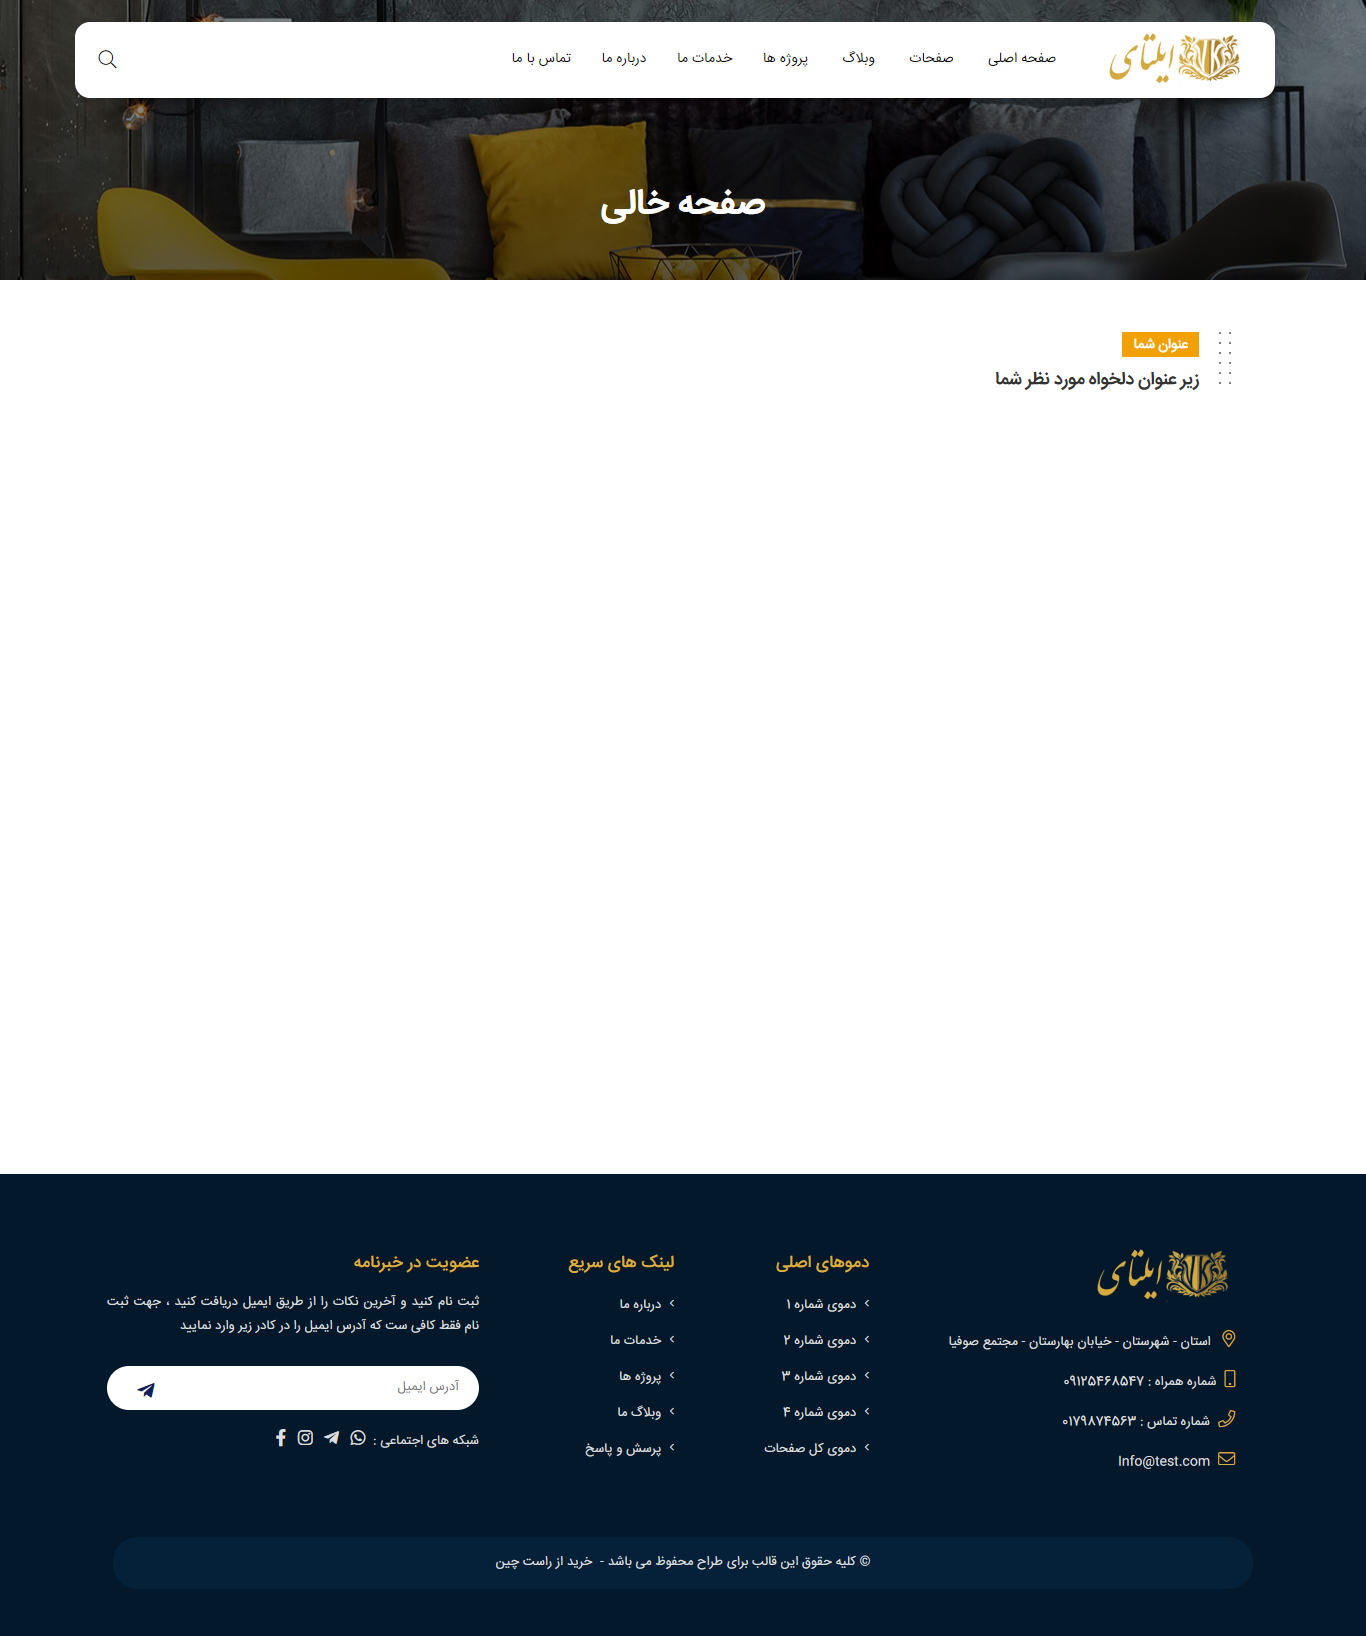 ایلتای
صفحه اصلی
صفحات
وبلاگ
پروژه ها
خدمات ما
درباره ما
تماس با ما
صفحه خالی
عنوان شما
زیر عنوان دلخواه مورد نظر شما
ایلتای
استان - شهرستان - خیابان بهارستان - مجتمع صوفیا
شماره همراه : ۰۹۱۲۵۴۶۸۵۴۷
شماره تماس : ۰۱۷۹۸۷۴۵۶۳
Info@test.com
دموهای اصلی
دموی شماره ۱
دموی شماره ۲
دموی شماره ۳
دموی شماره ۴
دموی کل صفحات
لینک های سریع
درباره ما
خدمات ما
پروژه ها
وبلاگ ما
پرسش و پاسخ
عضویت در خبرنامه
ثبت نام کنید و آخرین نکات را از طریق ایمیل دریافت کنید ، جهت ثبت
نام فقط کافی ست که آدرس ایمیل را در کادر زیر وارد نمایید
آدرس ایمیل
شبکه های اجتماعی :
© کلیه حقوق این قالب برای طراح محفوظ می باشد - خرید از راست چین